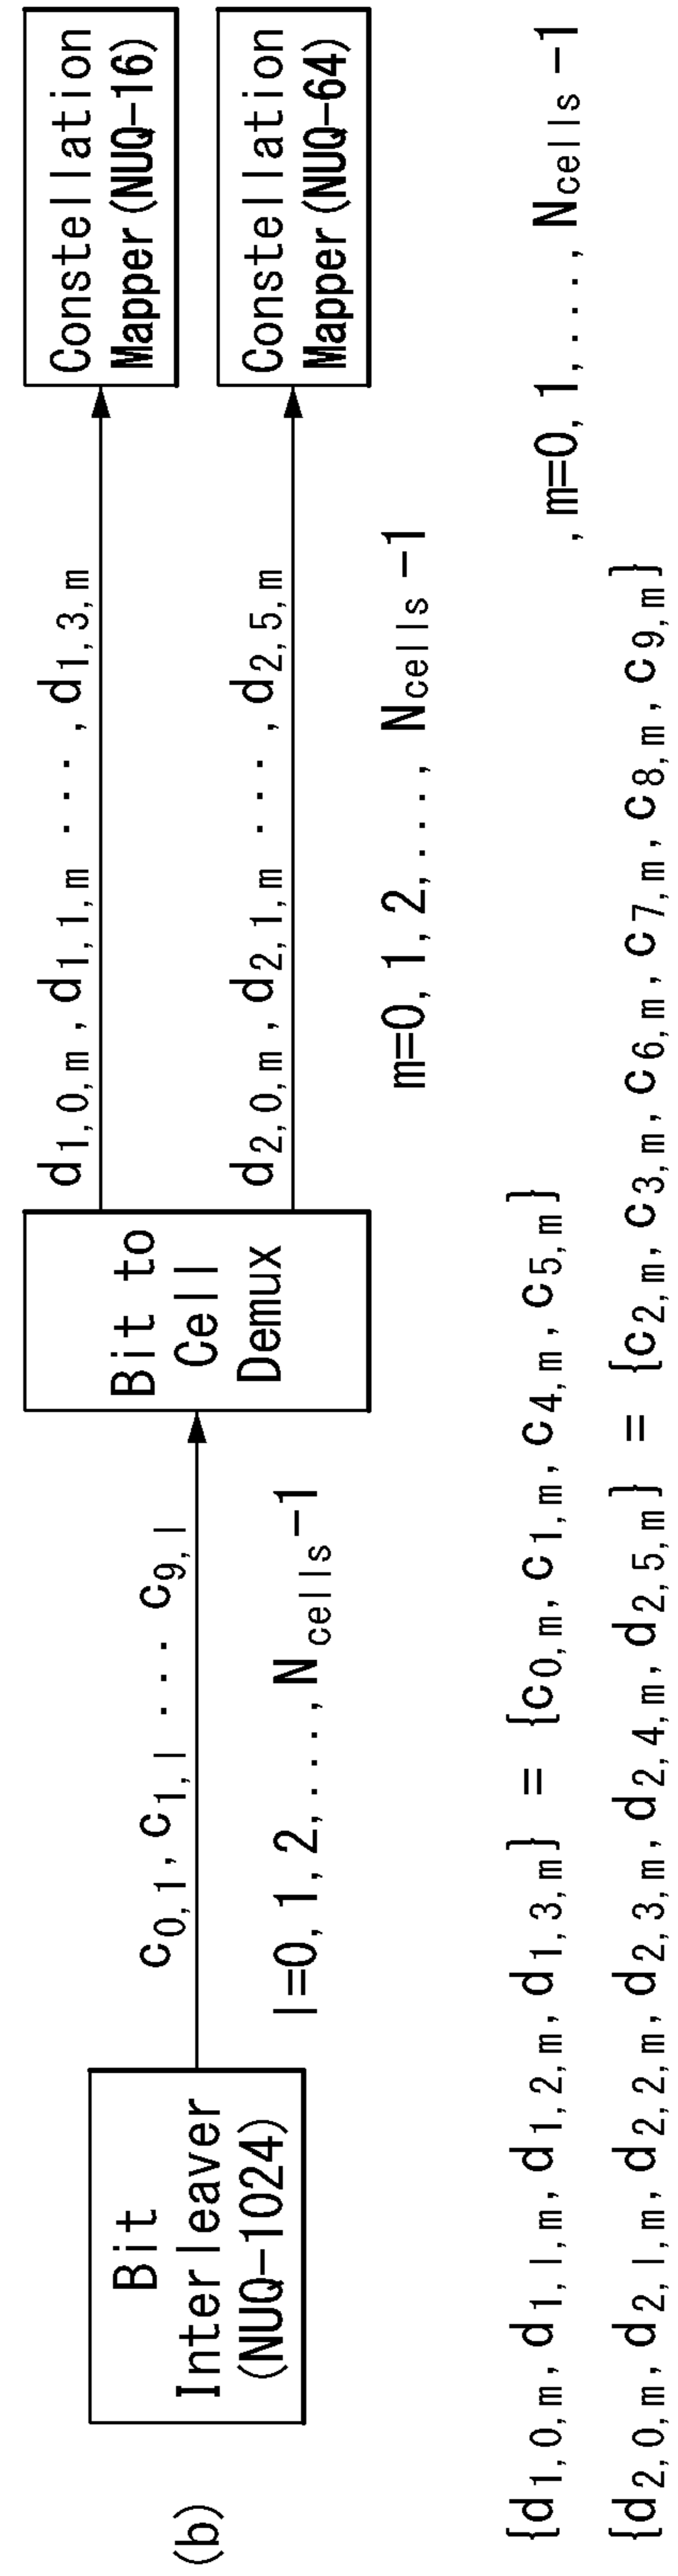 (b)
Bit
Interleaver
(NUQ-1024)
c0,1, c1,l ··· c9,l
l=0, 1, 2, ..., Ncells-1
Bit to
Cell
Demux
d1,0,m, d1,1,m ···, d1,3,m
d2,0,m, d2,1,m ···, d2,5,m
m=0, 1, 2, ..., Ncells-1
Constellation
Mapper (NUQ-16)
Constellation
Mapper (NUQ-64)
{d1,0,m, d1,l,m, d1,2,m, d1,3,m} = {c0,m, c1,m, c4,m, c5,m}
, m=0, 1, ..., Ncells-1
{d2,0,m, d2,l,m, d2,2,m, d2,3,m, d2,4,m, d2,5,m} = {c2,m, c3,m, c6,m, c7,m, c8,m, c9,m}